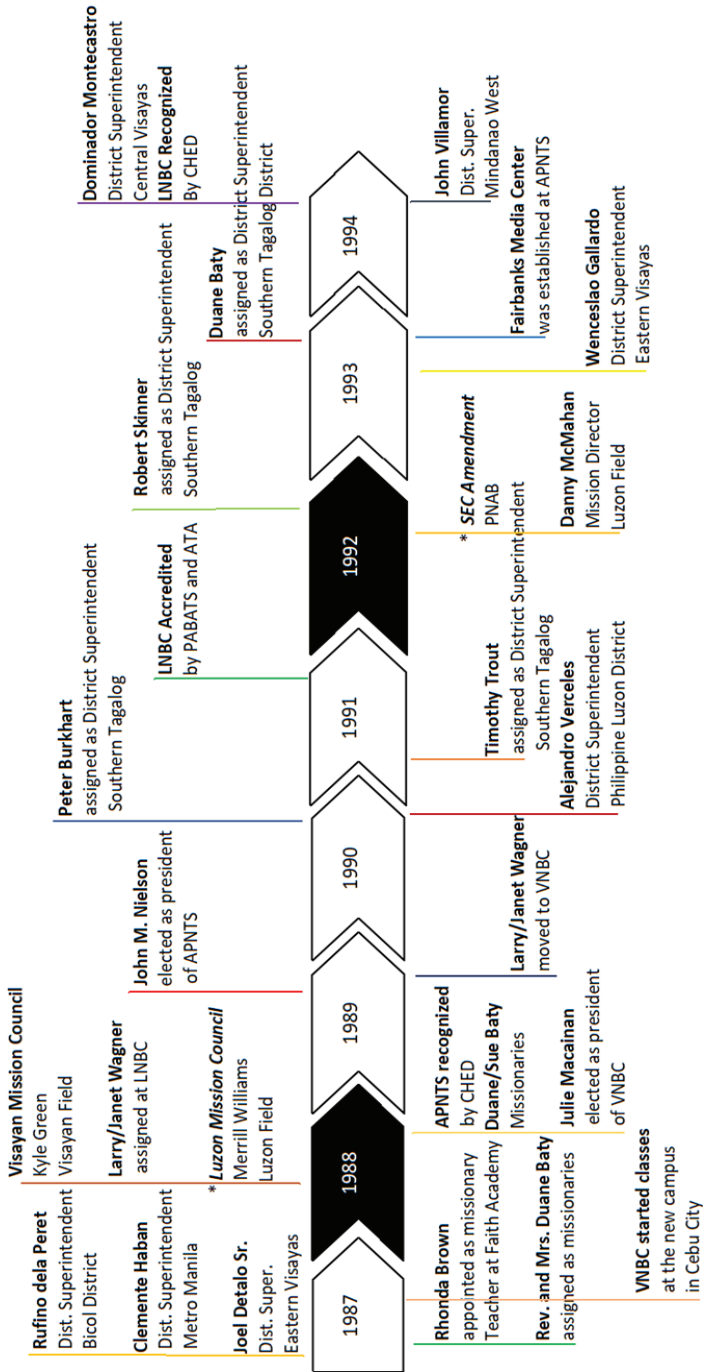 Rufino dela Peret
Dist. Superintendent
Bicol District
Clemente Haban
Dist. Superintendent
Metro Manila
Joel Detalo Sr.
Dist. Super.
Eastern Visayas
Visayan Mission Council
Kyle Green
Visayan Field
Larry/Janet Wagner
assigned at LNBC
* Luzon Mission Council
Merrill Williams
Luzon Field
John M. Nielson
elected as president
of APNTS
Peter Burkhart
assigned as District Superintendent
Southern Tagalog
LNBC Accredited
by PABATS and ATA
Robert Skinner
assigned as District Superintendent
Southern Tagalog
Duane Baty
assigned as District Superintendent
Southern Tagalog District
Dominador Montecastro
District Superintendent
Central Visayas
LNBC Recognized
By CHED
1987
1988
1989
1990
1991
1992
1993
1994
Rhonda Brown
appointed as missionary
Teacher at Faith Academy
Rev. and Mrs. Duane Baty
assigned as missionaries
VNBC started classes
at the new campus
in Cebu City
APNTS recognized
by CHED
Duane/Sue Baty
Missionaries
Julie Macainan
elected as president
of VNBC
Larry/Janet Wagner
moved to VNBC
Timothy Trout
assigned as District Superintendent
Southern Tagalog
Alejandro Verceles
District Superintendent
Philippine Luzon District
* SEC Amendment
PNAB
Danny McMahan
Mission Director
Luzon Field
Fairbanks Media Center
was established at APNTS
Wenceslao Gallardo
District Superintendent
Eastern Visayas
John Villamor
Dist. Super.
Mindanao West